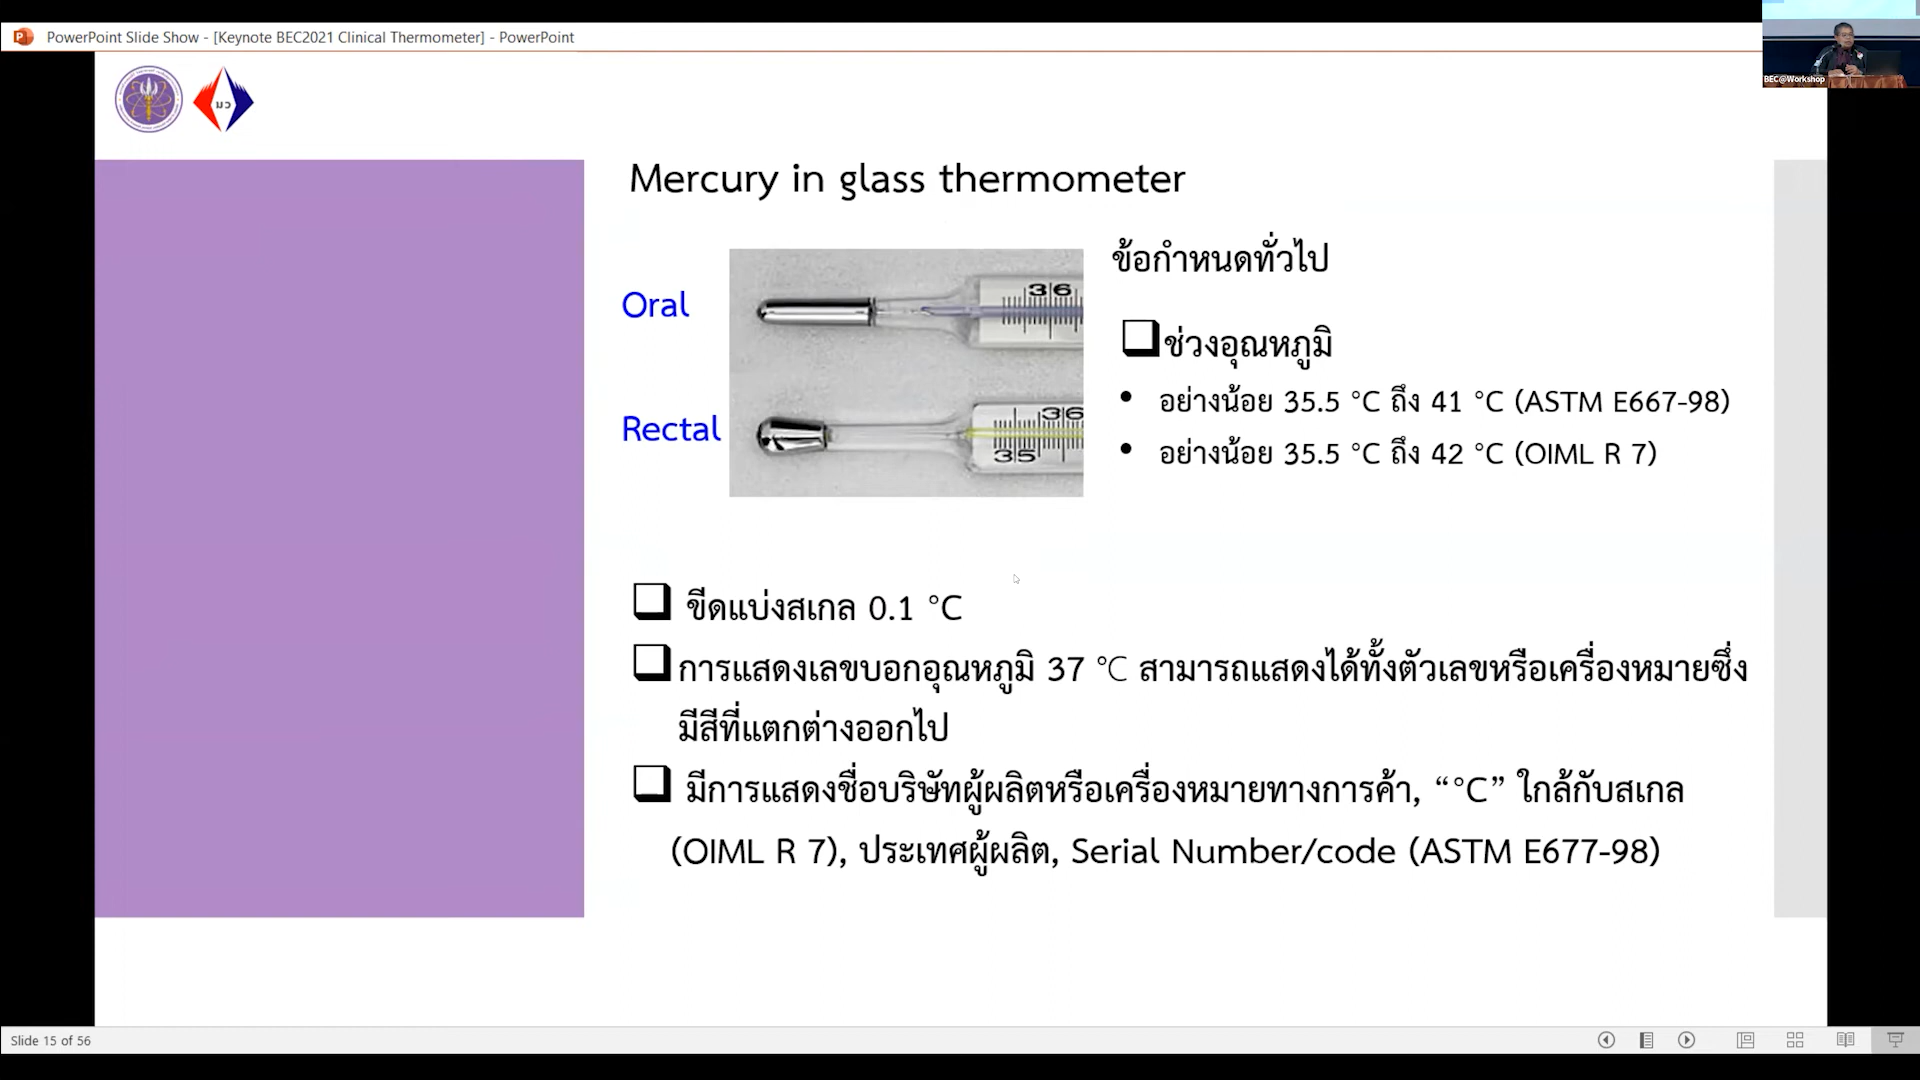 PowerPoint Slide Show - [Keynote BEC2021 Clinical Thermometer] - PowerPoint
BEC@Workshop
มว
Mercury in glass thermometer
ข้อกำหนดทั่วไป
Oral
36
Rectal
36
35
ช่วงอุณหภูมิ
• อย่างน้อย 35.5 °C ถึง 41 °C (ASTM E667-98)
• อย่างน้อย 35.5 °C ถึง 42 °C (OIML R 7)
ขีดแบ่งสเกล 0.1 °C
การแสดงเลขบอกอุณหภูมิ 37 ℃ สามารถแสดงได้ทั้งตัวเลขหรือเครื่องหมายซึ่ง
มีสีที่แตกต่างออกไป
มีการแสดงชื่อบริษัทผู้ผลิตหรือเครื่องหมายทางการค้า, “°C” ใกล้กับสเกล
(OIML R 7), ประเทศผู้ผลิต, Serial Number/code (ASTM E677-98)
Slide 15 of 56